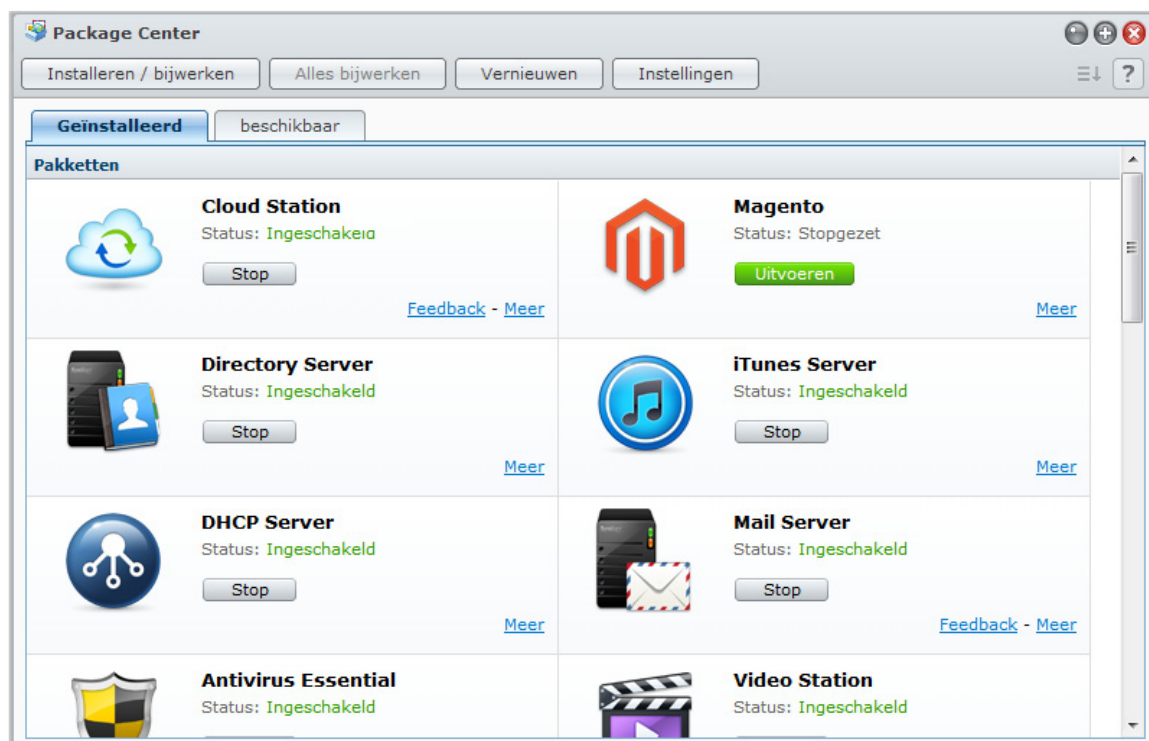 Package Center
Installeren / bijwerken Alles bijwerken Vernieuwen Instellingen ?
Geïnstalleerd beschikbaar
Pakketten
Cloud Station
Status: Ingeschakeld
Stop
Feedback - Meer
Magento
Status: Stopgezet
Uitvoeren
Meer
Directory Server
Status: Ingeschakeld
Stop
Meer
iTunes Server
Status: Ingeschakeld
Stop
Meer
DHCP Server
Status: Ingeschakeld
Stop
Meer
Mail Server
Status: Ingeschakeld
Stop
Feedback - Meer
Antivirus Essential
Status: Ingeschakeld
Video Station
Status: Ingeschakeld